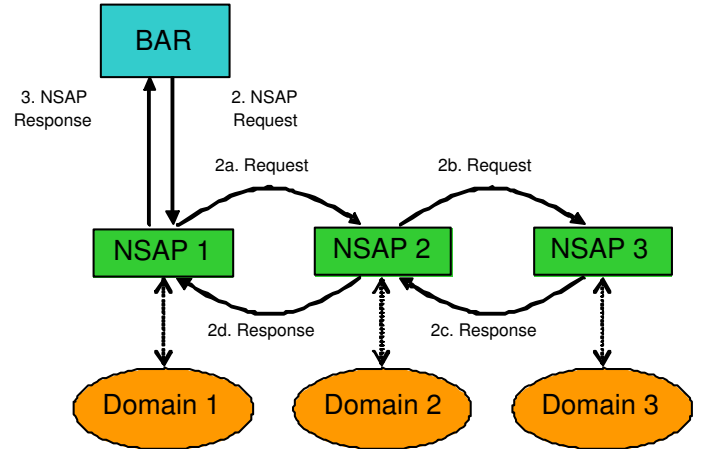 BAR
3. NSAP
Response
2. NSAP
Request
2a. Request
2b. Request
NSAP 1
NSAP 2
NSAP 3
2d. Response
2c. Response
Domain 1
Domain 2
Domain 3